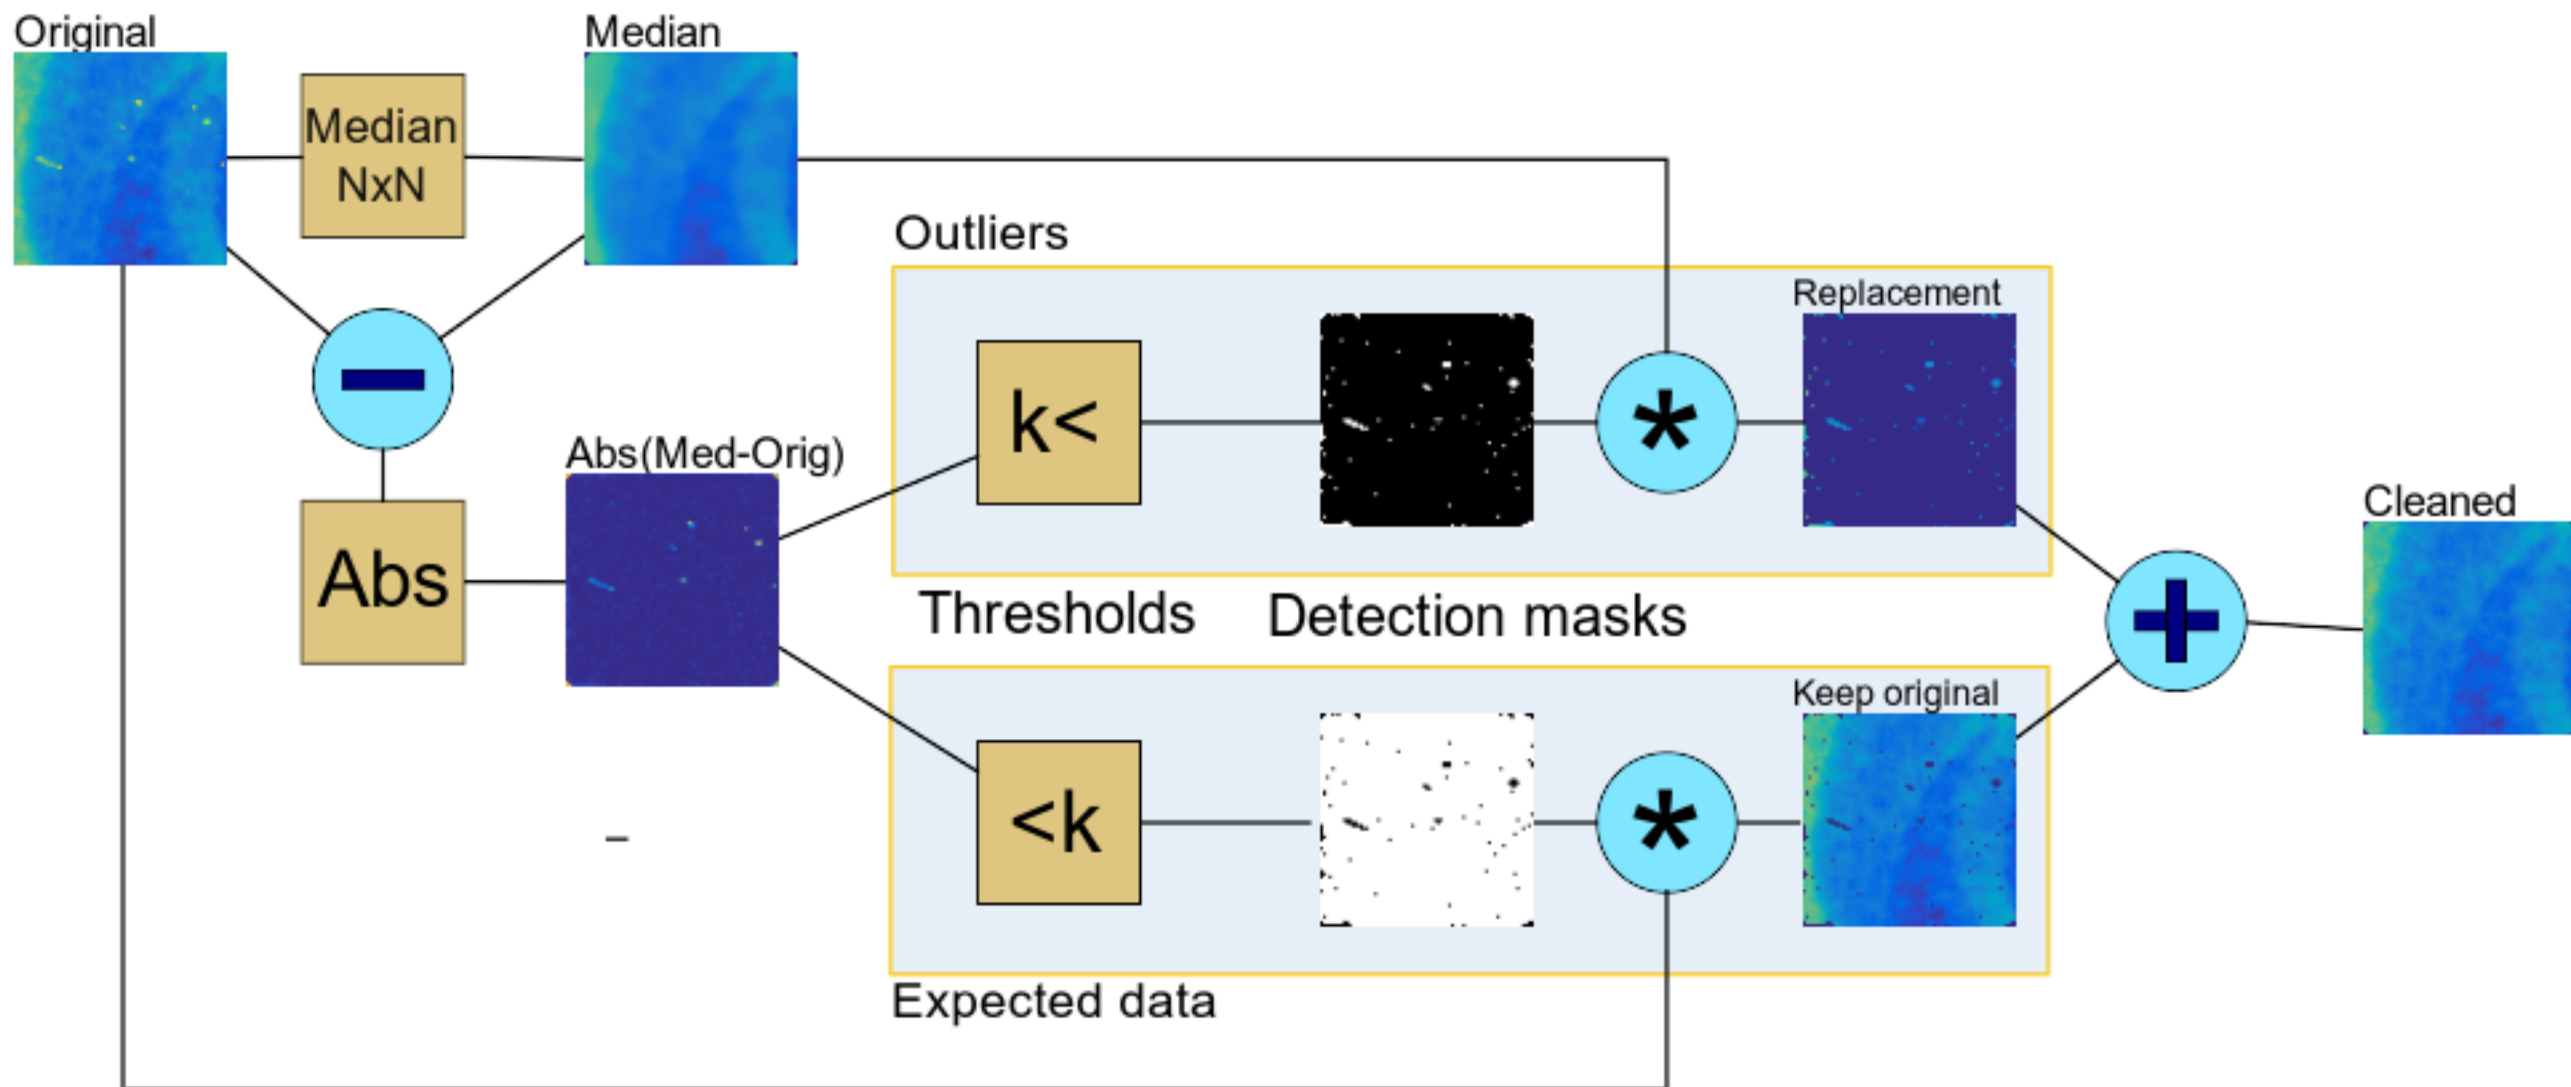 Original
Median
Median
NxN
Outliers
Replacement
k<
*
Abs(Med-Orig)
Abs
Thresholds
Detection masks
Cleaned
+
Keep original
<k
*
–
Expected data